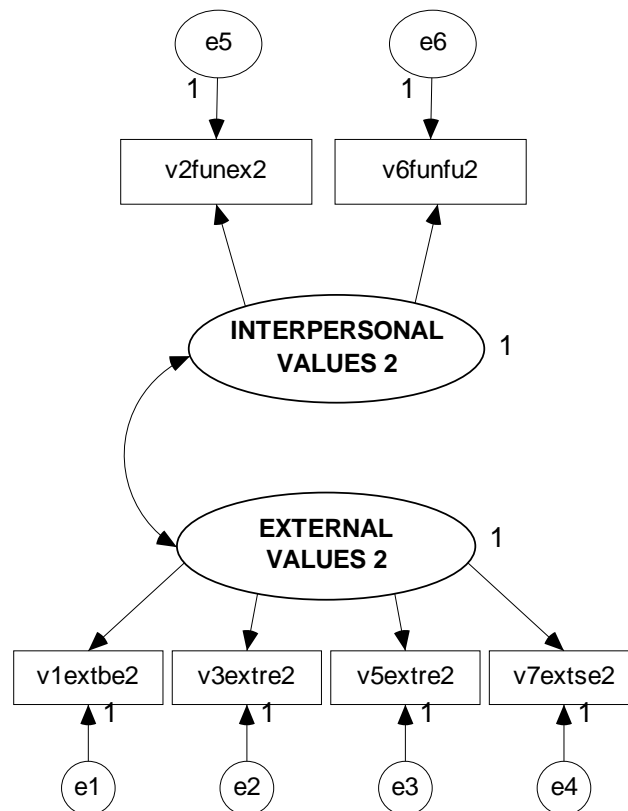 e5 e6
1 1
v2funex2 v6funfu2
INTERPERSONAL
VALUES 2
1
EXTERNAL
VALUES 2
1
v1extbe2 v3extre2 v5extre2 v7extse2
1 1 1 1
e1 e2 e3 e4